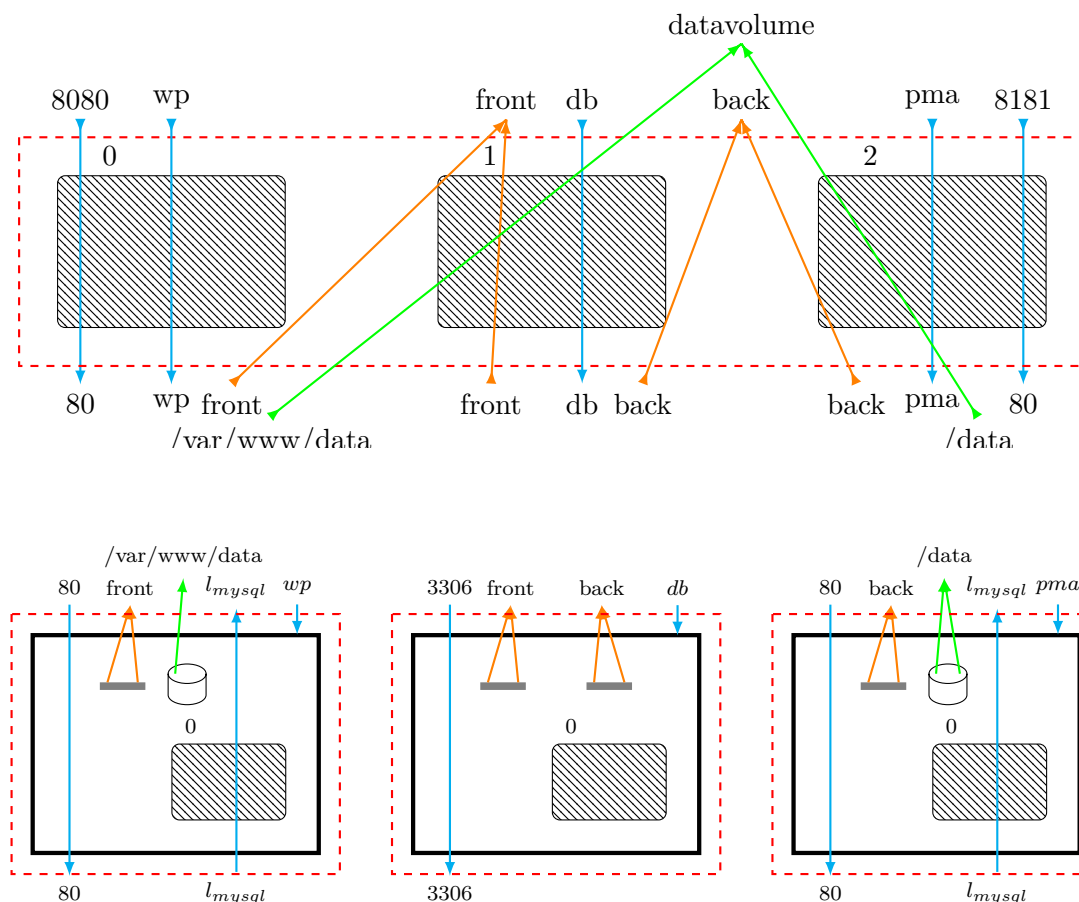 datavolume
8080 wp front db back pma 8181
0 1 2
80 wp front front db back back pma 80
/var/www/data /data
/var/www/data /data
80 front l_mysql wp 3306 front back db 80 back l_mysql pma
0 0 0
80 l_mysql 3306 80 l_mysql